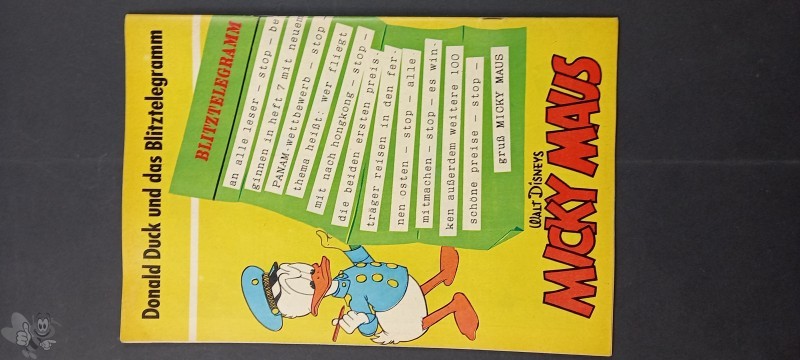 Donald Duck und das Blitztelegramm
BLITZTELEGRAMM
an alle leser — stop — be
ginnen in heft 7 mit neuem
PANAM-wettbewerb — stop —
thema heißt: wer fliegt
mit nach hongkong — stop —
die beiden ersten preis-
träger reisen in den fer-
nen osten — stop — alle
mitmachen — stop — es win-
ken außerdem weitere 100
schöne preise — stop —
gruß MICKY MAUS
WALT DISNEYS
MICKY MAUS